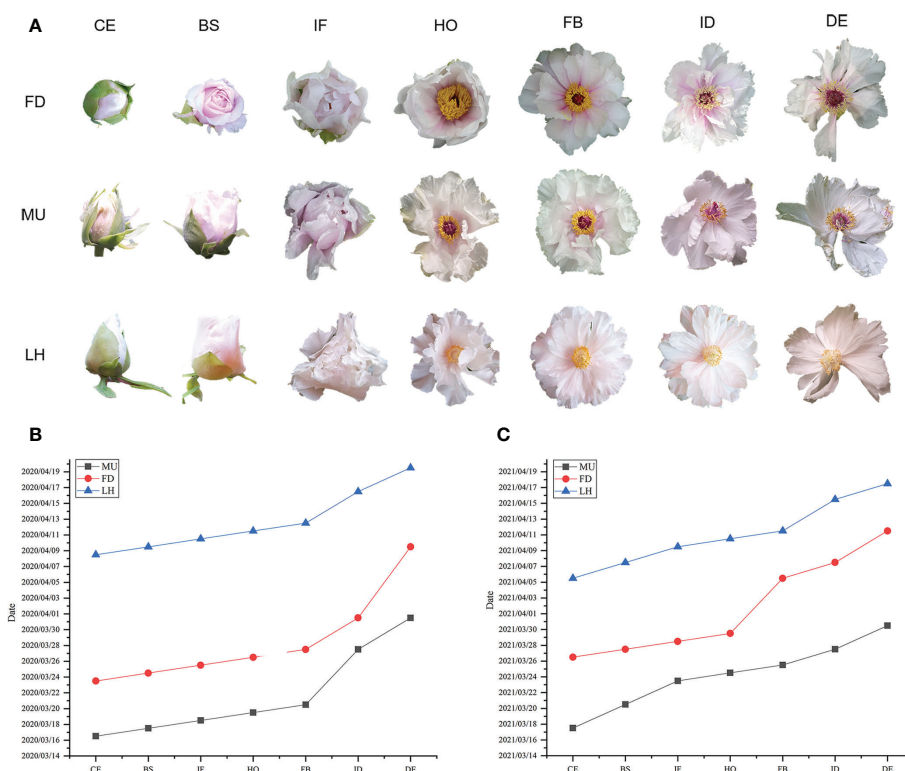 A
CE BS IF HO FB ID DE
FD
MU
LH
B
2020/04/19
2020/04/17
2020/04/15
2020/04/13
2020/04/11
2020/04/09
2020/04/07
2020/04/05
2020/04/03
2020/04/01
2020/03/30
2020/03/28
2020/03/26
2020/03/24
2020/03/22
2020/03/20
2020/03/18
2020/03/16
2020/03/14
Date
MU
FD
LH
CE BS IF HO FB ID DE
C
2021/04/19
2021/04/17
2021/04/15
2021/04/13
2021/04/11
2021/04/09
2021/04/07
2021/04/05
2021/04/03
2021/04/01
2021/03/30
2021/03/28
2021/03/26
2021/03/24
2021/03/22
2021/03/20
2021/03/18
2021/03/16
2021/03/14
Date
MU
FD
LH
CE BS IF HO FB ID DE